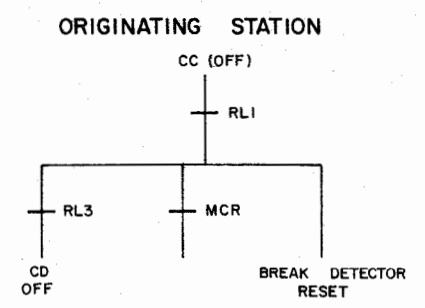 ORIGINATING STATION
CC (OFF)
RL1
RL3
MCR
CD
OFF
BREAK DETECTOR
RESET